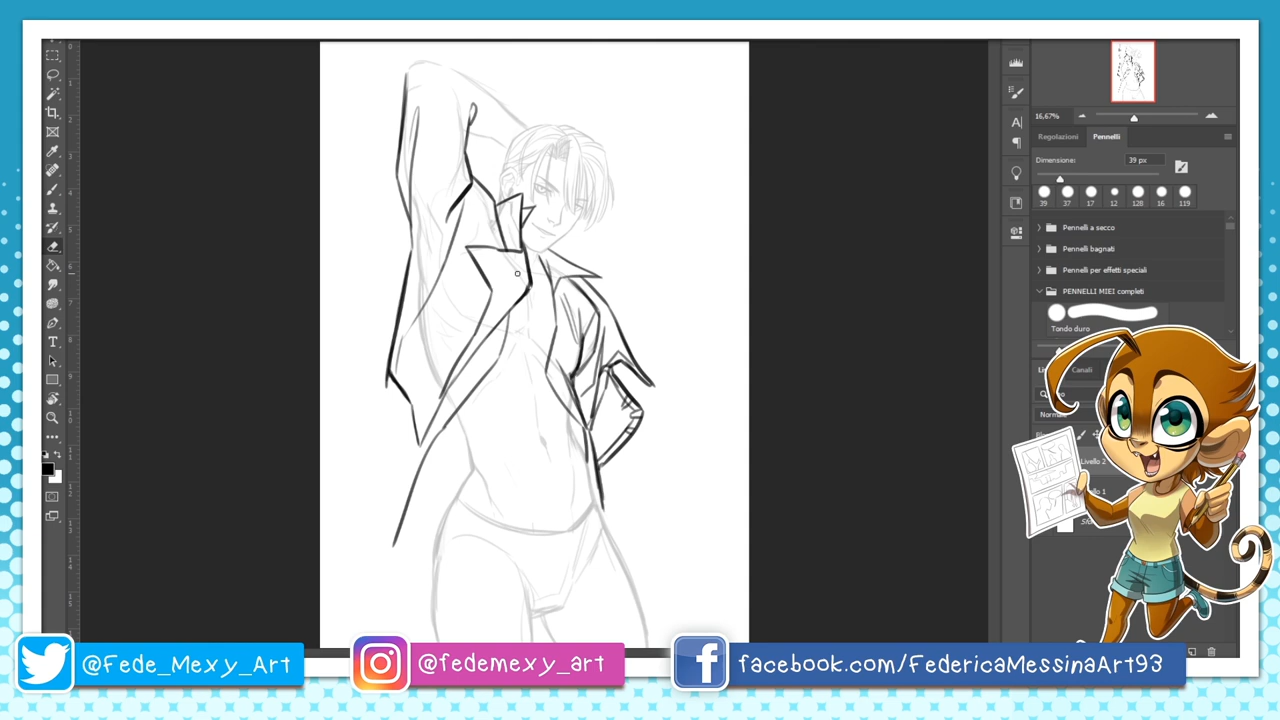 16,67%
Regolazioni Pennelli
Dimensione: 39 px
39 37 17 12 128 16 119
Pennelli a secco
Pennelli bagnati
Pennelli per effetti speciali
PENNELLI MIEI completi
Tondo duro
Canali
Livello 2
@Fede_Mexy_Art
@fedemexy_art
facebook.com/FedericaMessinaArt93